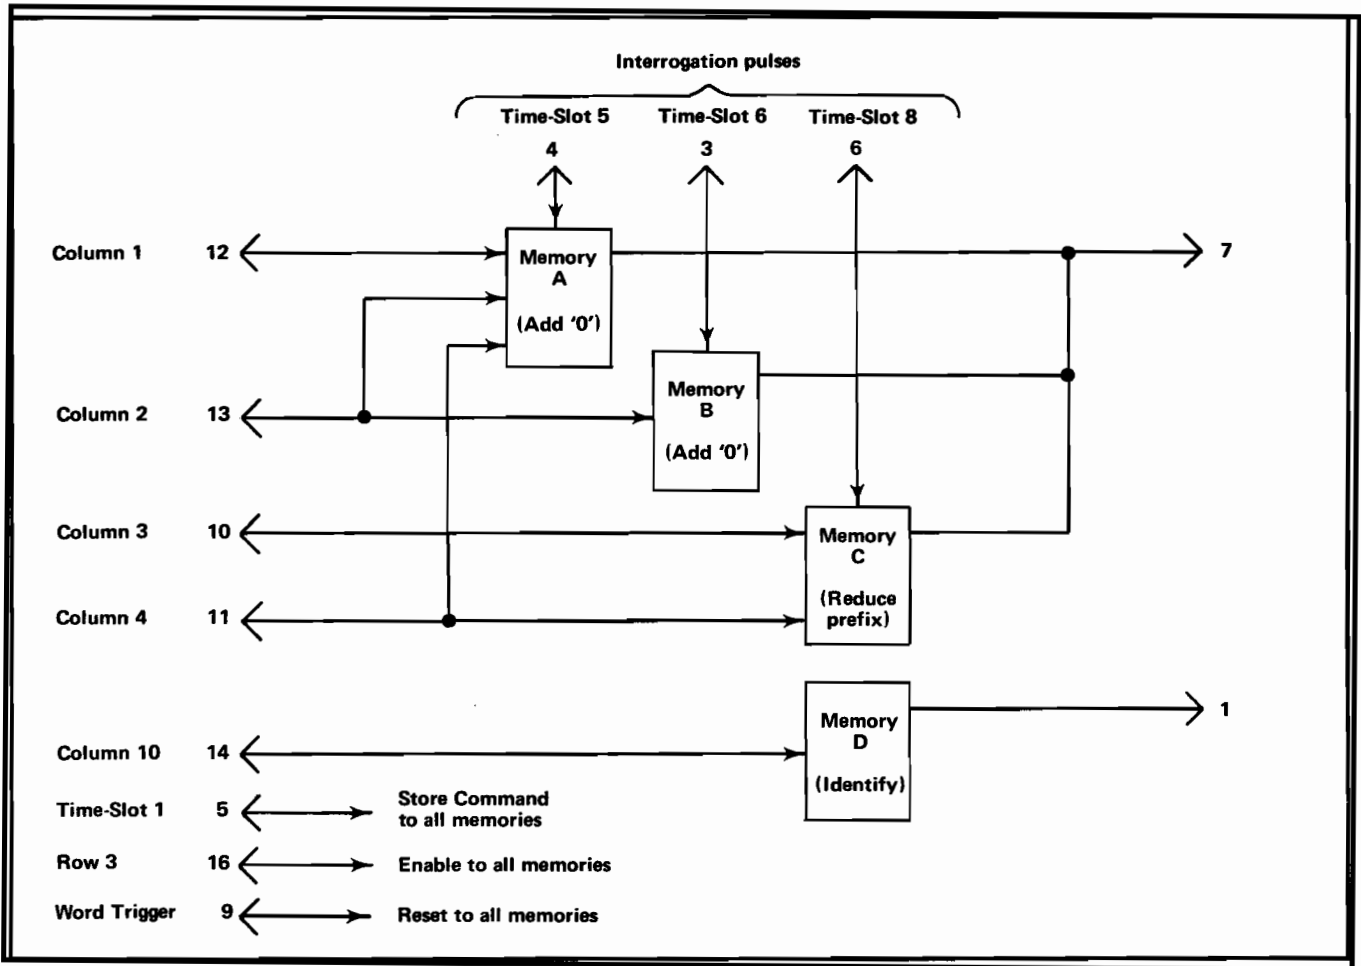 Interrogation pulses
Time-Slot 5 Time-Slot 6 Time-Slot 8
4 3 6
Column 1 12
Memory
A
(Add ‘0’)
7
Column 2 13
Memory
B
(Add ‘0’)
Column 3 10
Memory
C
(Reduce
prefix)
Column 4 11
Memory
D
(Identify)
1
Column 10 14
Time-Slot 1 5
Store Command
to all memories
Row 3 16 Enable to all memories
Word Trigger 9 Reset to all memories